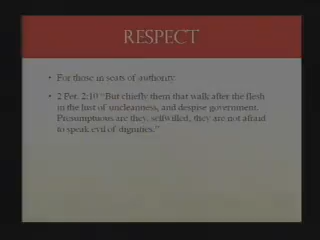 RESPECT
• For those in seats of authority:
• 2 Pet. 2:10 “But chiefly them that walk after the flesh
in the lust of uncleanness, and despise government.
Presumptuous are they, selfwilled, they are not afraid
to speak evil of dignities.”